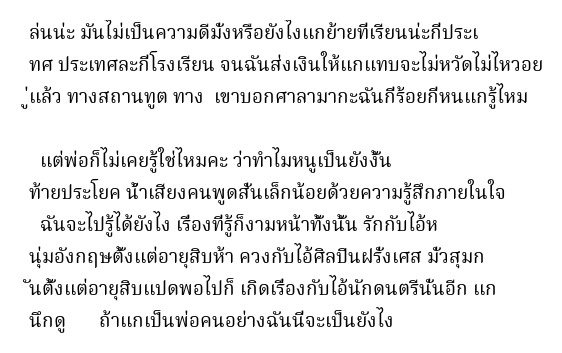 ล่นน่ะ มันไม่เป็นความดีมั่งหรือยังไงแกย้ายที่เรียนน่ะกี่ประเ
ทศ ประเทศละกี่โรงเรียน จนฉันส่งเงินให้แกแทบจะไม่หวัดไม่ไหวอย
ู่แล้ว ทางสถานทูต ทาง  เขาบอกศาลามากะฉันกี่ร้อยกี่หนแกรู้ไหม
แต่พ่อก็ไม่เคยรู้ใช่ไหมคะ ว่าทำไมหนูเป็นยังงั้น
ท้ายประโยค น้ำเสียงคนพูดสั่นเล็กน้อยด้วยความรู้สึกภายในใจ
ฉันจะไปรู้ได้ยังไง เรื่องที่รู้ก็งามหน้าทั้งนั้น รักกับไอ้ห
นุ่มอังกฤษตั้งแต่อายุสิบห้า ควงกับไอ้ศิลปินฝรั่งเศส มั่วสุมก
ันตั้งแต่อายุสิบแปดพอไปก็ เกิดเรื่องกับไอ้นักดนตรีนั่นอีก แก
นึกดู     ถ้าแกเป็นพ่อคนอย่างฉันนี่จะเป็นยังไง